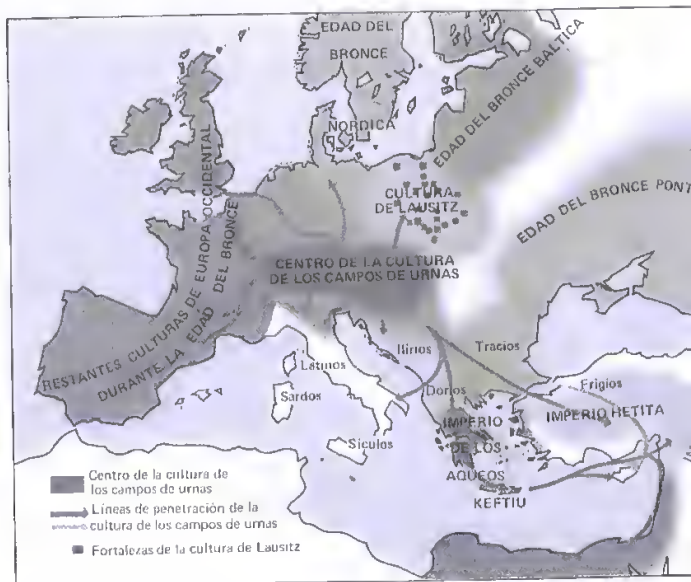 EDAD DEL
BRONCE
NORDICA
EDAD DEL BRONCE BALTICA
CULTURA
DE LAUSITZ
EDAD DEL BRONCE PONT
RESTANTES CULTURAS DE EUROPA OCCIDENTAL
DURANTE LA EDAD DEL BRONCE
CENTRO DE LA CULTURA
DE LOS CAMPOS DE URNAS
Ilirios
Tracios
Latinos
Dorios
Frigios
Sardos
IMPERIO
DE LOS
AQUEOS
IMPERIO HETITA
Sículos
KEFTIU
Centro de la cultura de
los campos de urnas
Líneas de penetración de la
cultura de los campos de urnas
Fortalezas de la cultura de Lausitz